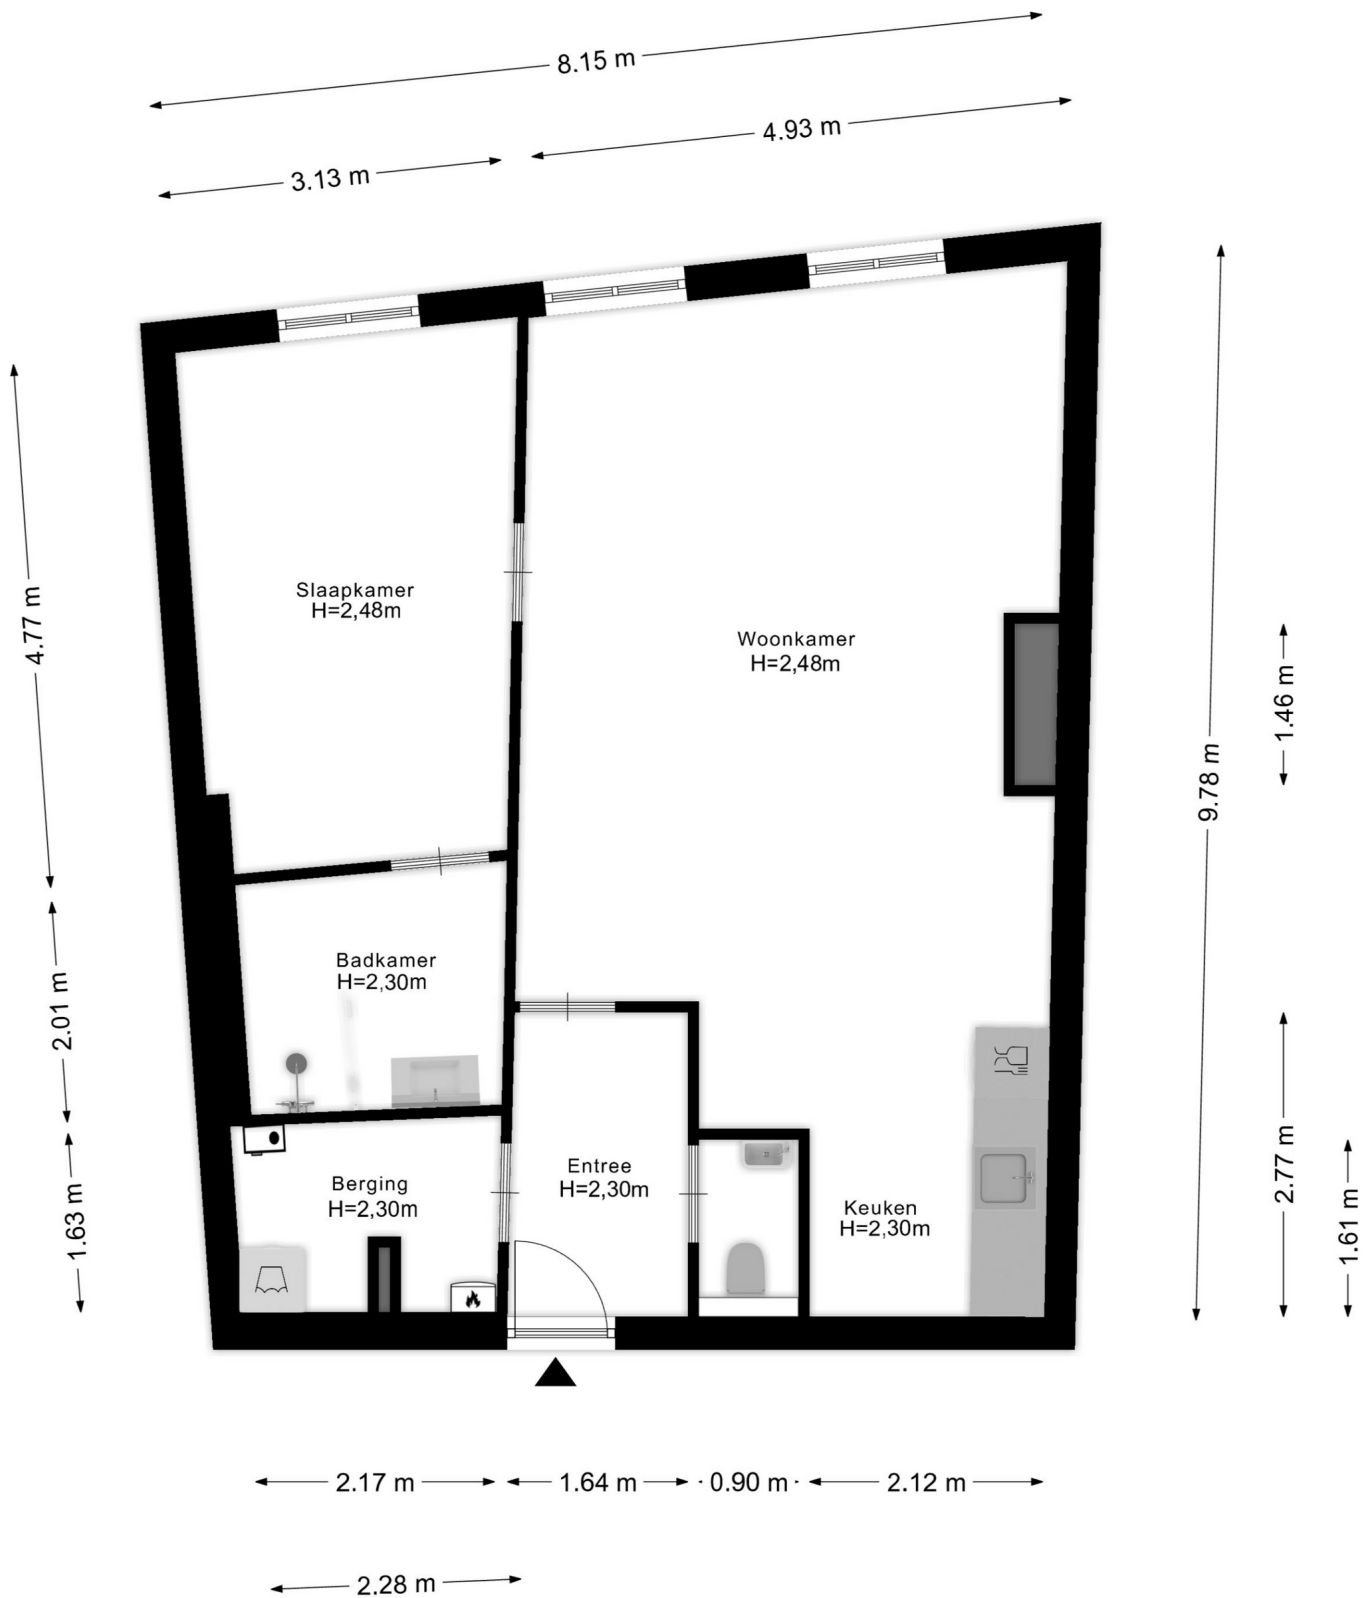 8.15 m
4.93 m
3.13 m
Slaapkamer
H=2,48m
4.77 m
Woonkamer
H=2,48m
1.46 m
9.78 m
Badkamer
H=2,30m
2.01 m
Entree
H=2,30m
Berging
H=2,30m
Keuken
H=2,30m
1.63 m
2.77 m
1.61 m
2.17 m
1.64 m
0.90 m
2.12 m
2.28 m